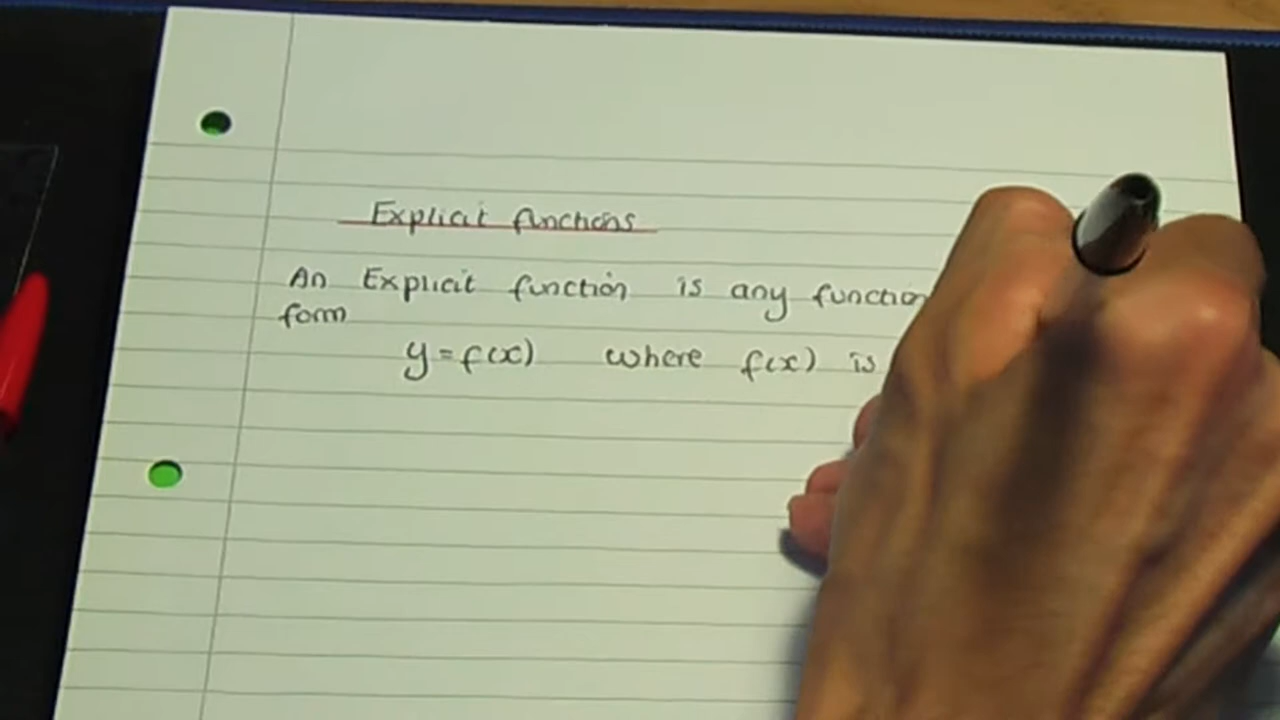 Explicit functions
An Explicit function is any function
form
y = f(x) where f(x) is